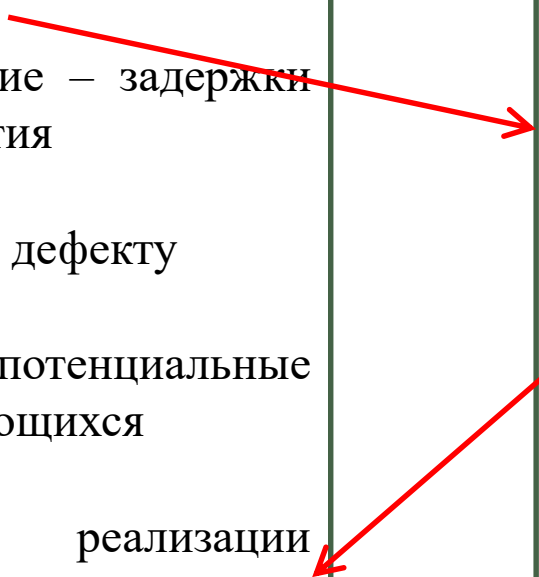 ие – задержки
тия
дефекту
потенциальные
ющихся
реализации